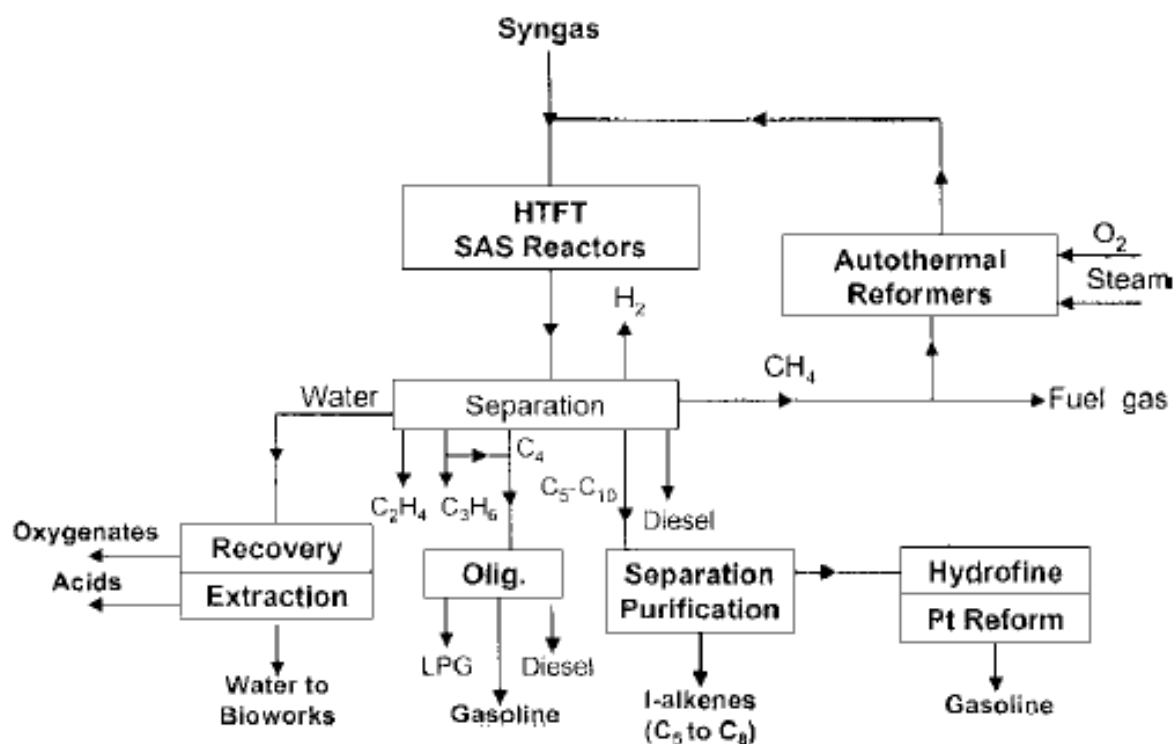 Syngas
HTFT
SAS Reactors
O₂
Autothermal
Reformers
Steam
H₂
CH₄
Water
Separation
Fuel gas
C₄
C₅-C₁₀
C₂H₄
C₃H₆
Diesel
Oxygenates
Recovery
Acids
Extraction
Olig.
Separation
Purification
Hydrofine
Pt Reform
LPG
Diesel
Water to
Bioworks
Gasoline
l-alkenes
(C₅ to C₈)
Gasoline